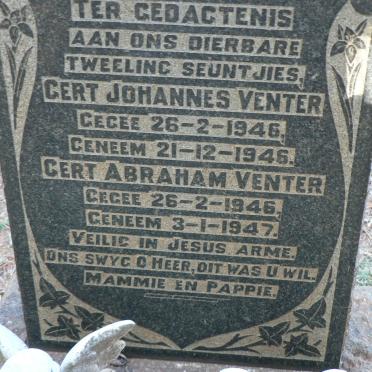 TER GEDACTENIS
AAN ONS DIERBARE
TWEELING SEUNTJIES,
GERT JOHANNES VENTER
GEGEE 26-2-1946,
GENEEM 21-12-1946.
GERT ABRAHAM VENTER
GEGEE 26-2-1946,
GENEEM 3-1-1947.
VEILIG IN JESUS ARME.
ONS SWYG O HEER, DIT WAS U WIL.
MAMMIE EN PAPPIE.